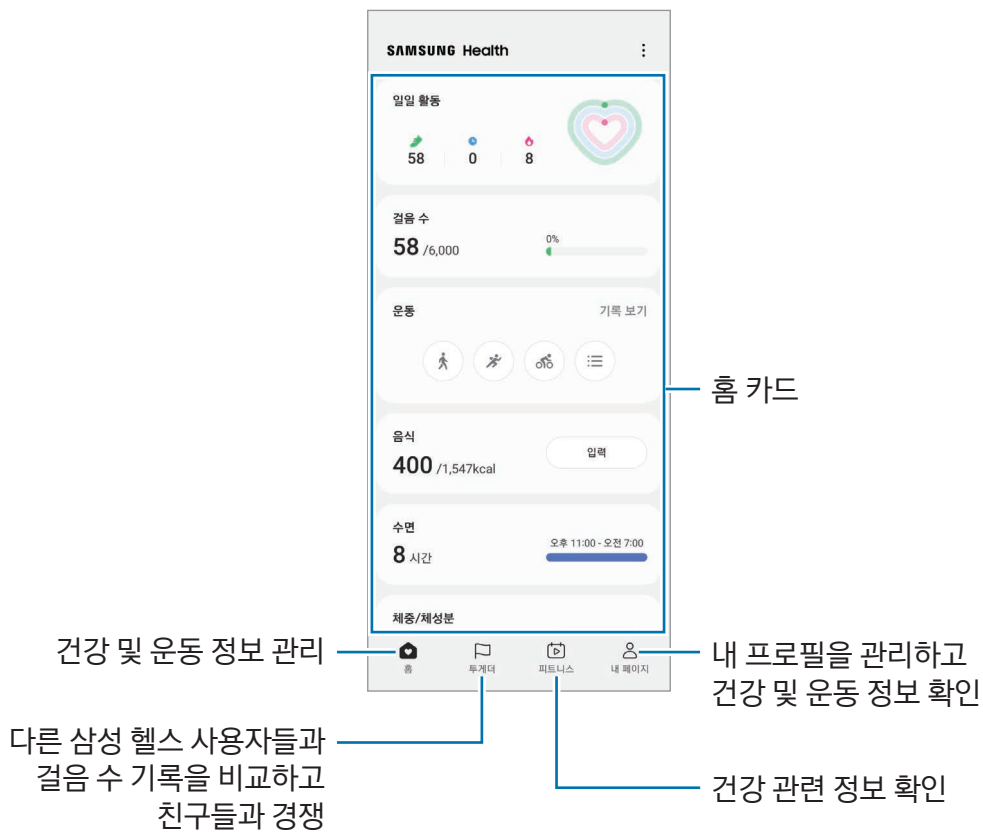 SAMSUNG Health
일일 활동
58 0 8
걸음 수
58 /6,000
0%
운동
기록 보기
음식
400 /1,547kcal
입력
수면
8 시간
오후 11:00 - 오전 7:00
체중/체성분
홈
투게더
피트니스
내 페이지
홈 카드
건강 및 운동 정보 관리
다른 삼성 헬스 사용자들과
걸음 수 기록을 비교하고
친구들과 경쟁
내 프로필을 관리하고
건강 및 운동 정보 확인
건강 관련 정보 확인